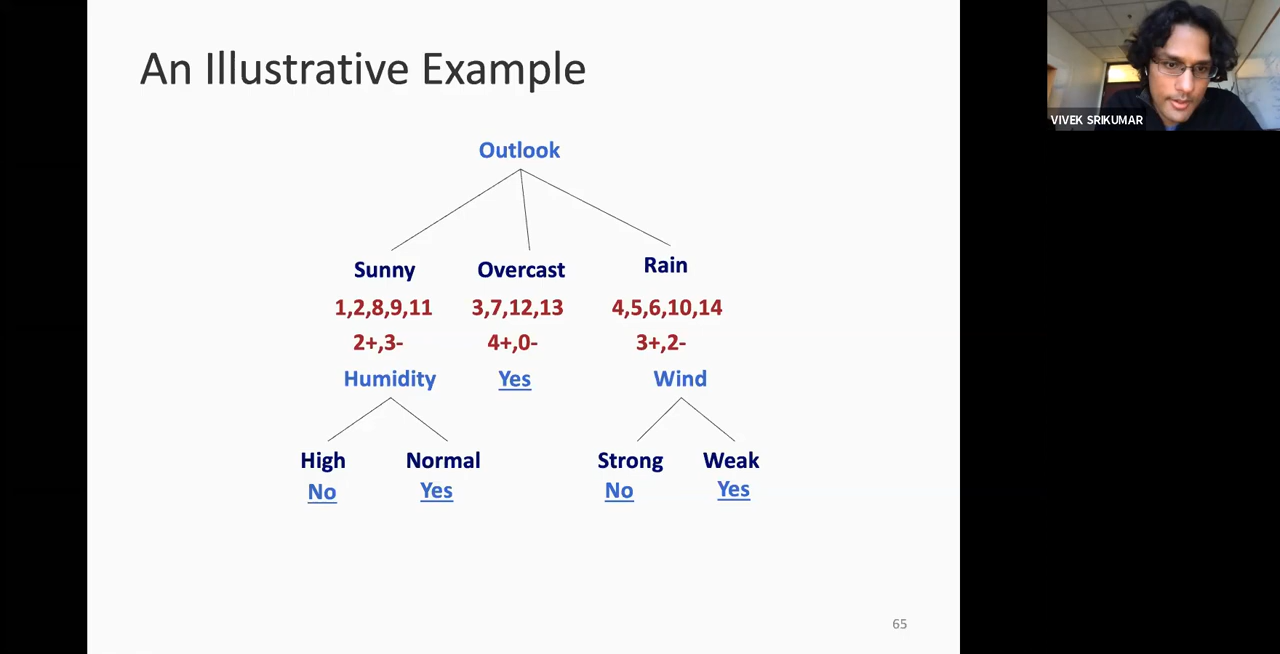 An Illustrative Example
VIVEK SRIKUMAR
Outlook
Sunny Overcast Rain
1,2,8,9,11 3,7,12,13 4,5,6,10,14
2+,3- 4+,0- 3+,2-
Humidity Yes Wind
High Normal Strong Weak
No Yes No Yes
65